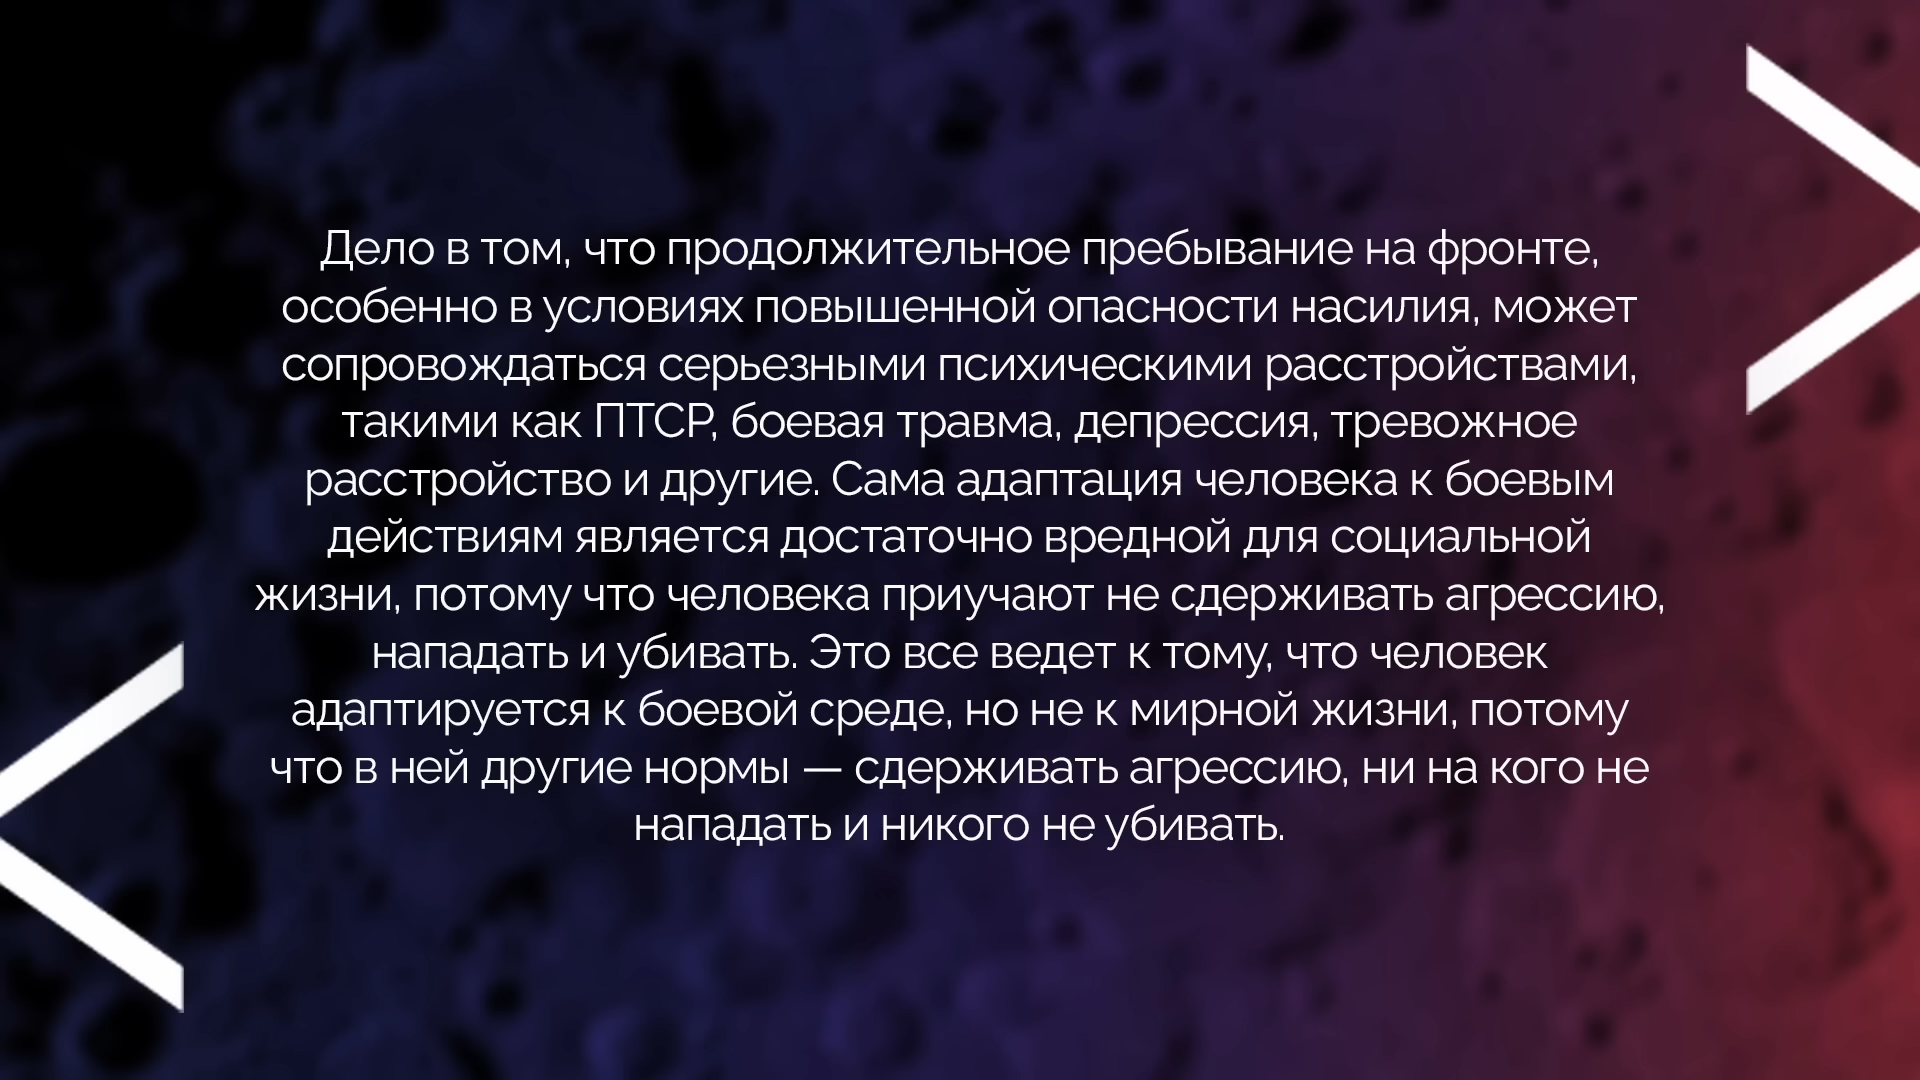 Дело в том, что продолжительное пребывание на фронте,
особенно в условиях повышенной опасности насилия, может
сопровождаться серьезными психическими расстройствами,
такими как ПТСР, боевая травма, депрессия, тревожное
расстройство и другие. Сама адаптация человека к боевым
действиям является достаточно вредной для социальной
жизни, потому что человека приучают не сдерживать агрессию,
нападать и убивать. Это все ведет к тому, что человек
адаптируется к боевой среде, но не к мирной жизни, потому
что в ней другие нормы — сдерживать агрессию, ни на кого не
нападать и никого не убивать.